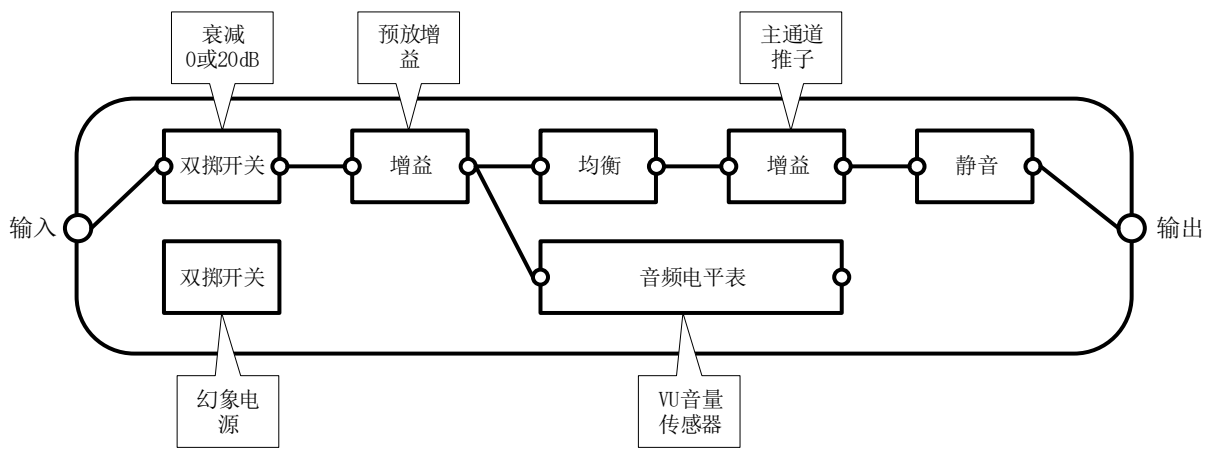 衰减
0或20dB
预放增
益
主通道
推子
双掷开关
增益
均衡
增益
静音
输入
输出
双掷开关
音频电平表
幻象电
源
VU音量
传感器